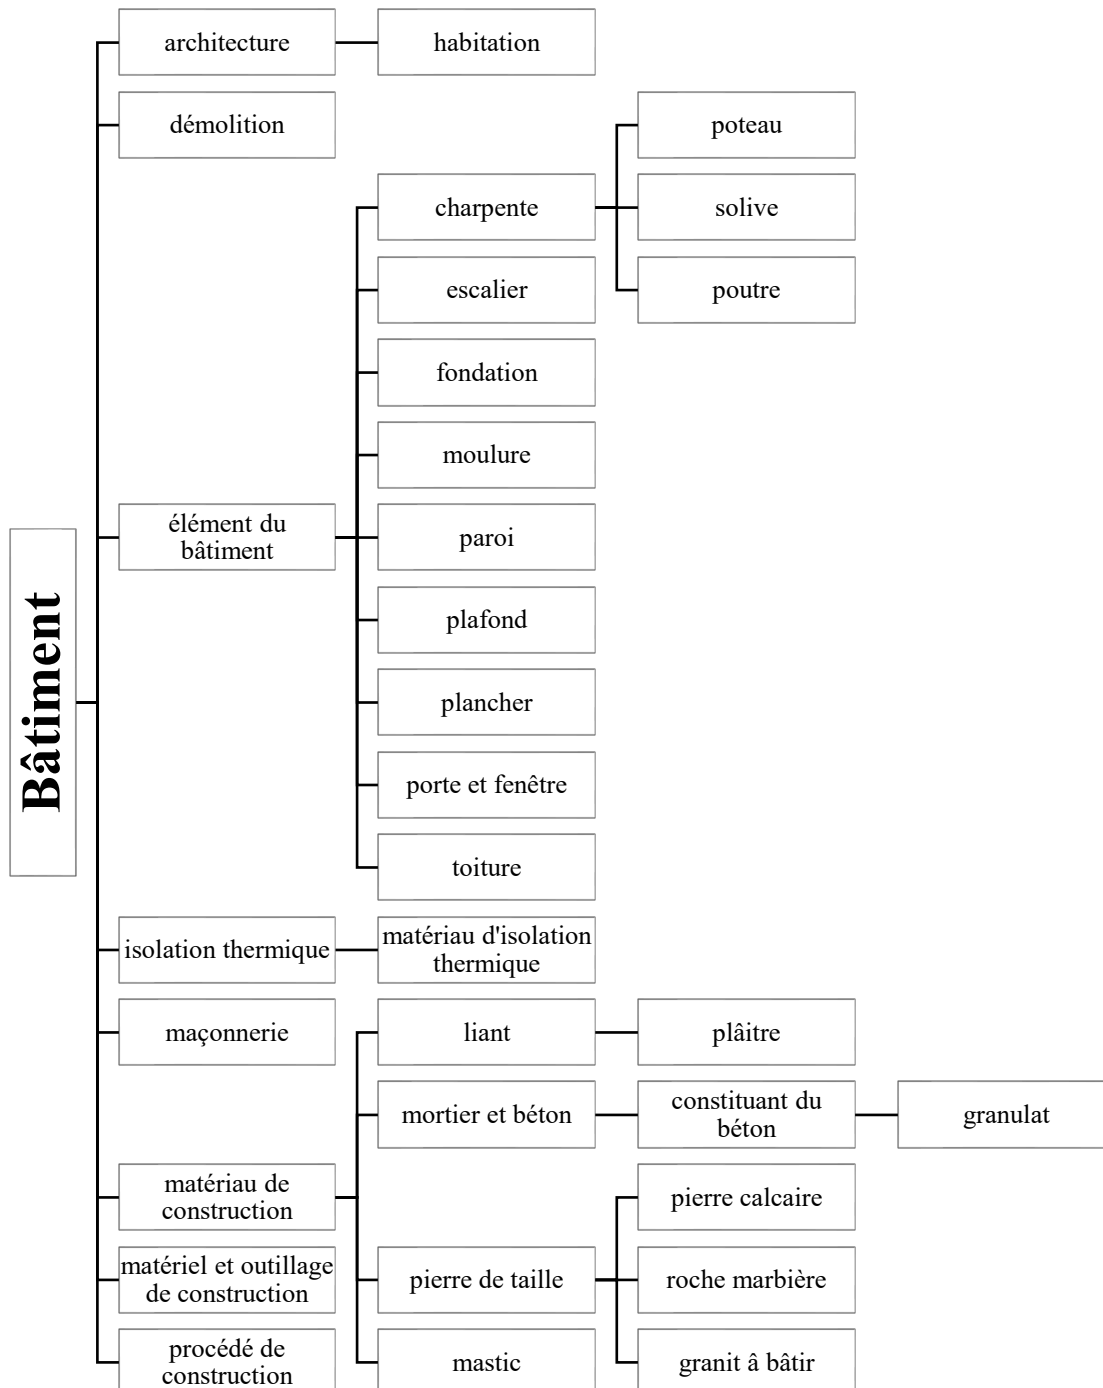 architecture
habitation
démolition
poteau
charpente
solive
escalier
poutre
fondation
moulure
élément du
bâtiment
paroi
plafond
Bâtiment
plancher
porte et fenêtre
toiture
isolation thermique
matériau d'isolation
thermique
maçonnerie
liant
plâitre
mortier et béton
constituant du
béton
granulat
matériau de
construction
pierre calcaire
matériel et outillage
de construction
pierre de taille
roche marbière
procédé de
construction
mastic
granit â bâtir